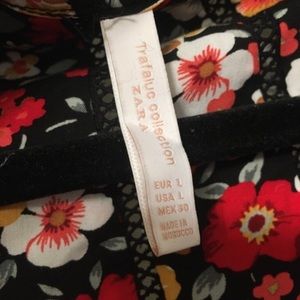 Trafaluc collection
ZARA
EUR L
USA L
MEX 30
MADE IN
MOROCCO